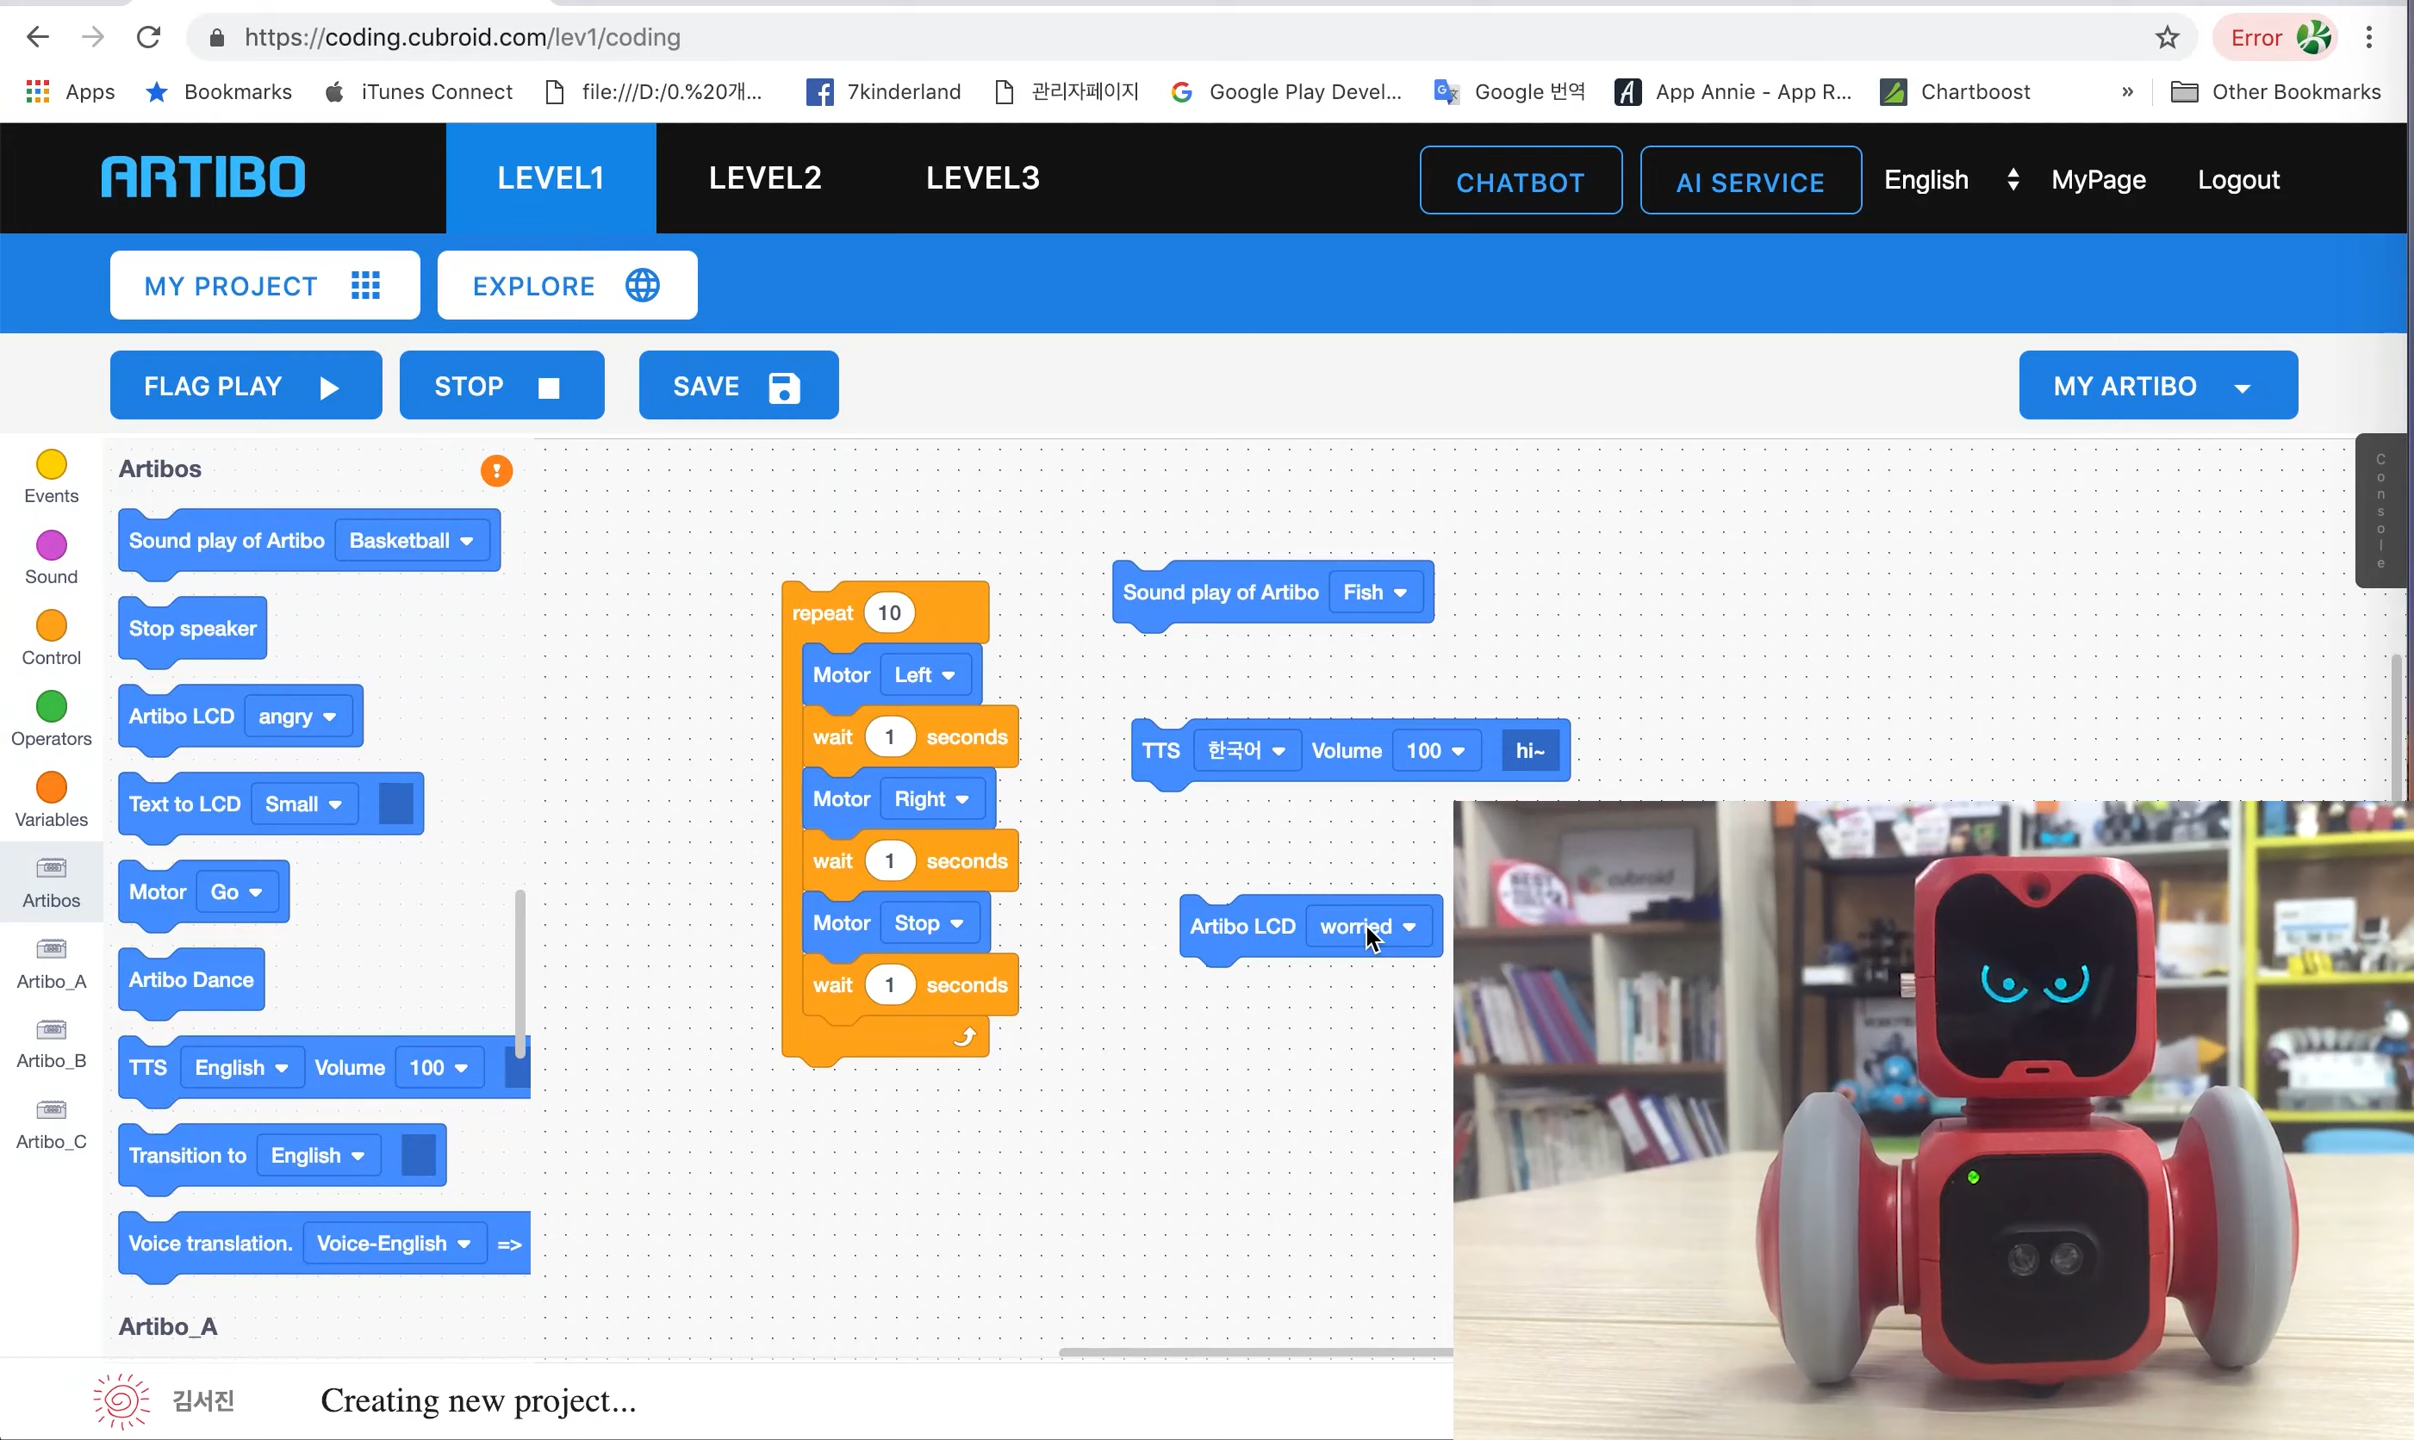 https://coding.cubroid.com/lev1/coding
Error
Apps
Bookmarks
iTunes Connect
file:///D:/0.%20개...
7kinderland
관리자페이지
Google Play Devel...
Google 번역
App Annie - App R...
Chartboost
»
Other Bookmarks
ARTIBO
LEVEL1
LEVEL2
LEVEL3
CHATBOT
AI SERVICE
English
MyPage
Logout
MY PROJECT
EXPLORE
FLAG PLAY
STOP
SAVE
MY ARTIBO
Console
Events
Sound
Control
Operators
Variables
Artibos
Artibo_A
Artibo_B
Artibo_C
Artibos
Sound play of Artibo Basketball
Stop speaker
Artibo LCD angry
Text to LCD Small
Motor Go
Artibo Dance
TTS English Volume 100
Transition to English
Voice translation. Voice-English =>
Artibo_A
repeat 10
Motor Left
wait 1 seconds
Motor Right
wait 1 seconds
Motor Stop
wait 1 seconds
Sound play of Artibo Fish
TTS 한국어 Volume 100 hi~
Artibo LCD worried
BEST
cubroid
김서진
Creating new project...